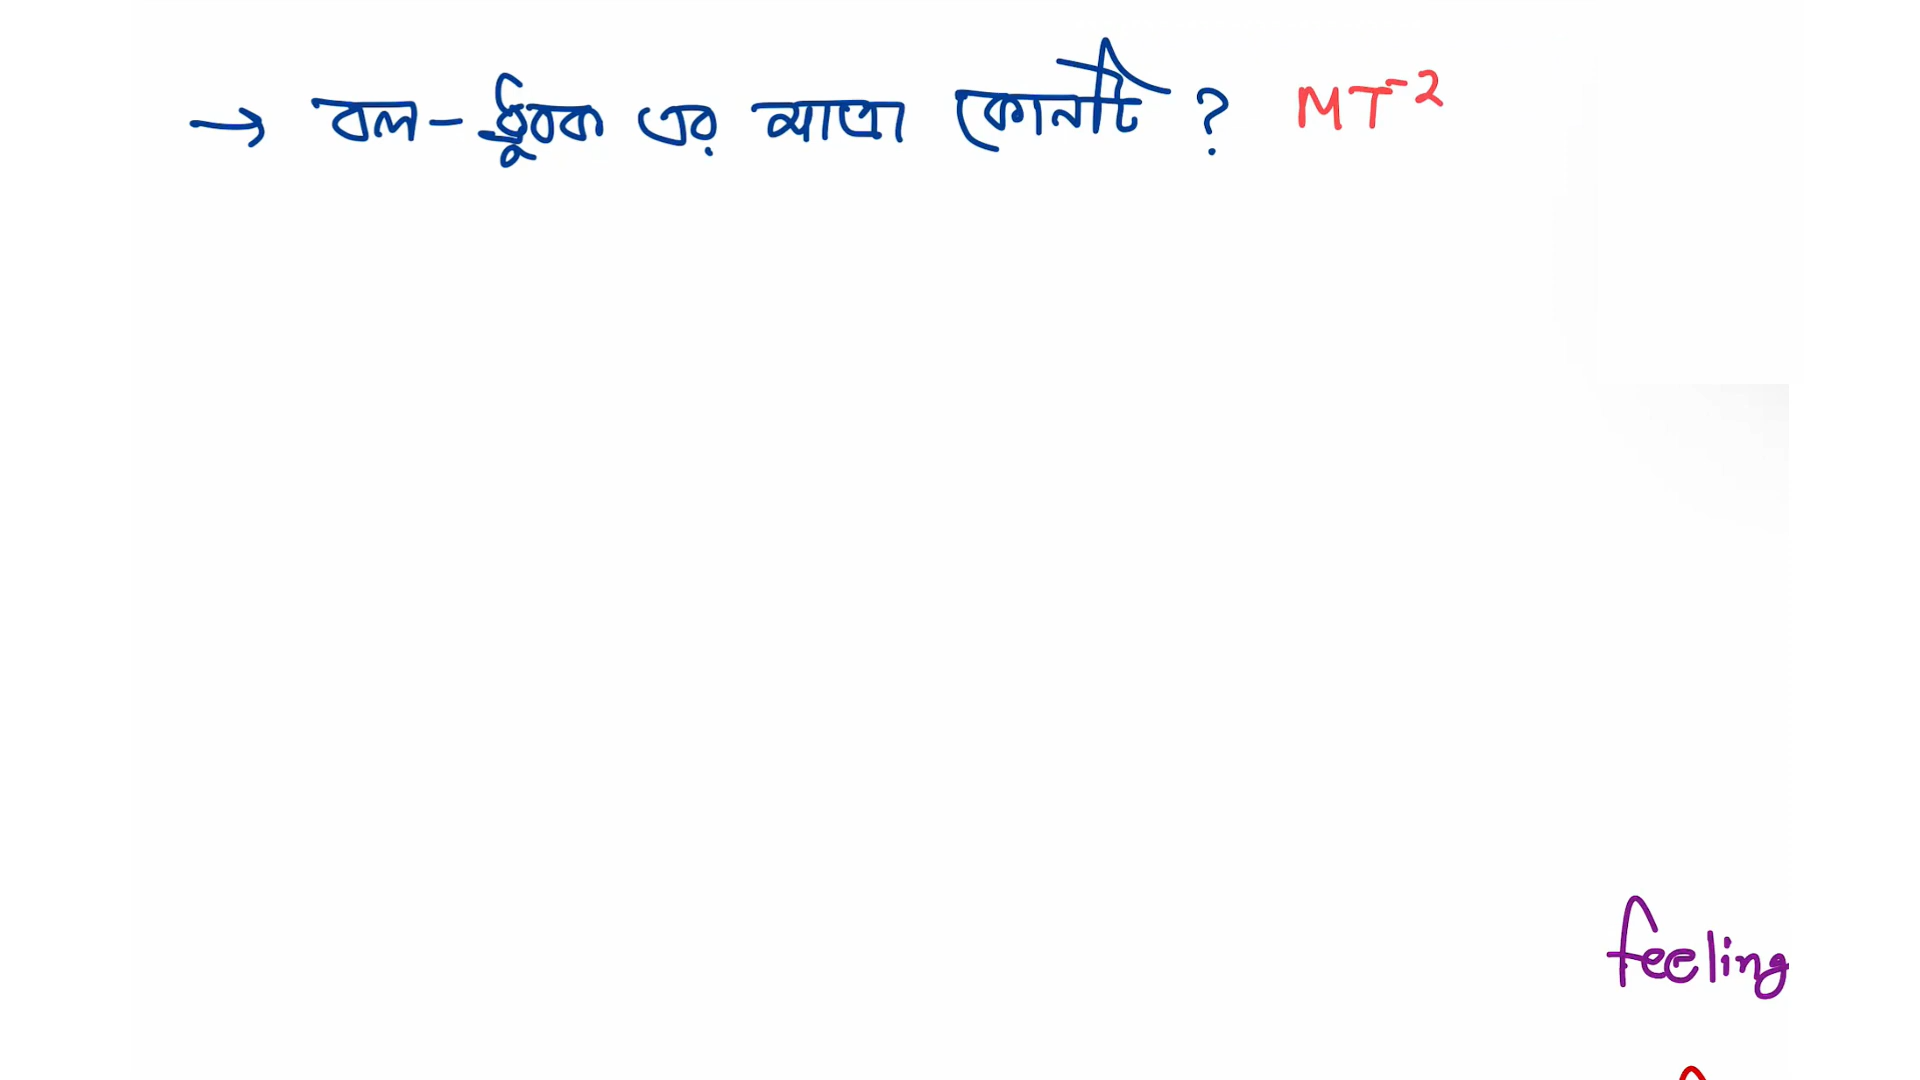 → বল - ধ্রুবক এর মাত্রা কোনটি ? MT⁻²
feeling